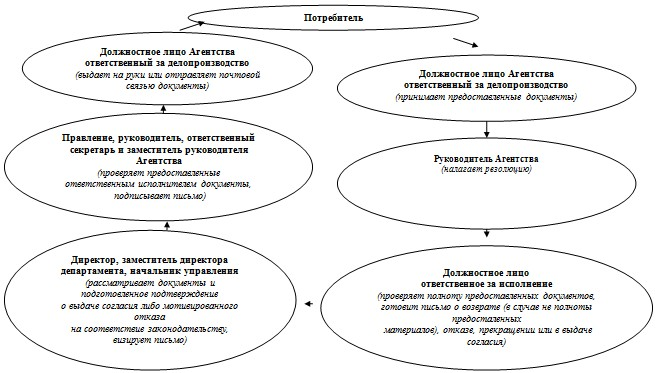 Потребитель
Должностное лицо Агентства
ответственный за делопроизводство
(выдает на руки или отправляет почтовой
связью документы)
Должностное лицо Агентства
ответственный за делопроизводство
(принимает предоставленные документы)
Правление, руководитель, ответственный
секретарь и заместитель руководителя
Агентства
(проверяет предоставленные
ответственным исполнителем документы,
подписывает письмо)
Руководитель Агентства
(налагает резолюцию)
Директор, заместитель директора
департамента, начальник управления
(рассматривает документы и
подготовленное подтверждение
о выдаче согласия либо мотивированного
отказа
на соответствие законодательству,
визирует письмо)
Должностное лицо
ответственное за исполнение
(проверяет полноту предоставленных документов,
готовит письмо о возврате (в случае не полноты
предосталенных
материалов), отказе, прекращении или в выдаче
согласия)